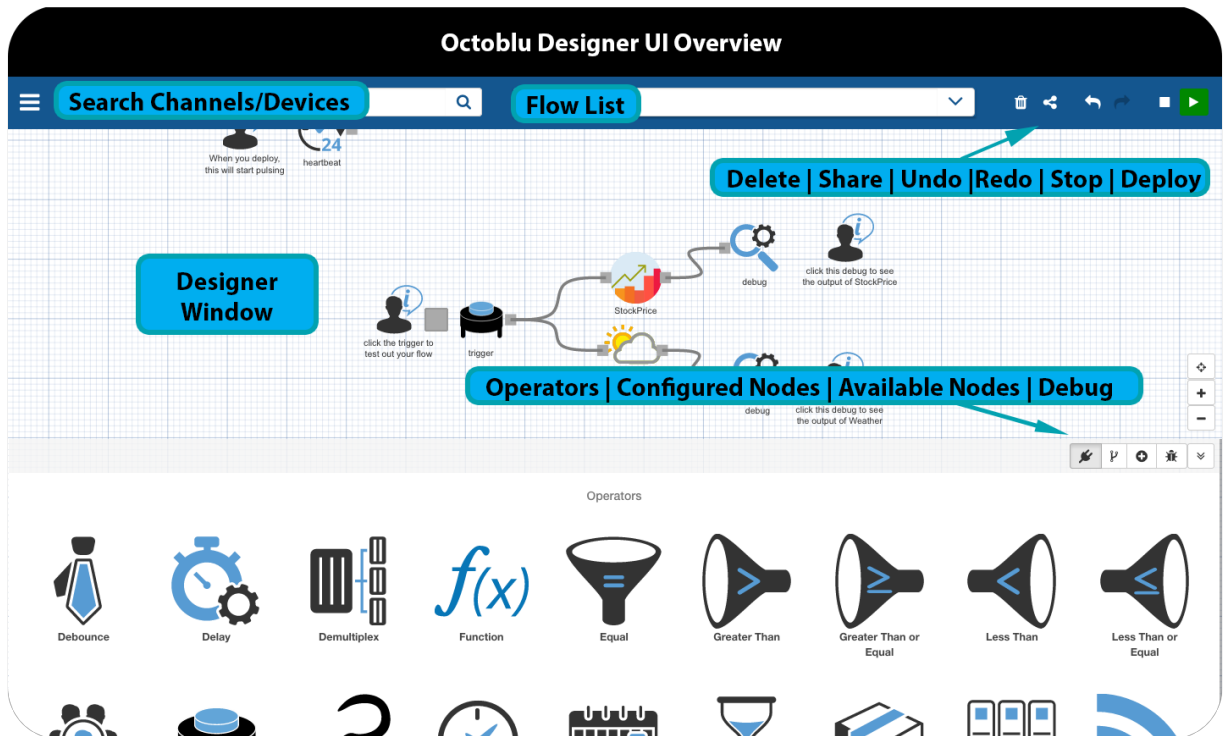 Octoblu Designer UI Overview
Search Channels/Devices
Flow List
When you deploy,
this will start pulsing
24
heartbeat
Delete | Share | Undo |Redo | Stop | Deploy
Designer
Window
click the trigger to
test out your flow
trigger
StockPrice
debug
click this debug to see
the output of StockPrice
Operators | Configured Nodes | Available Nodes | Debug
debug
click this debug to see
the output of Weather
Operators
f(x)
=
>
≥
<
≤
Debounce
Delay
Demultiplex
Function
Equal
Greater Than
Greater Than or
Equal
Less Than
Less Than or
Equal